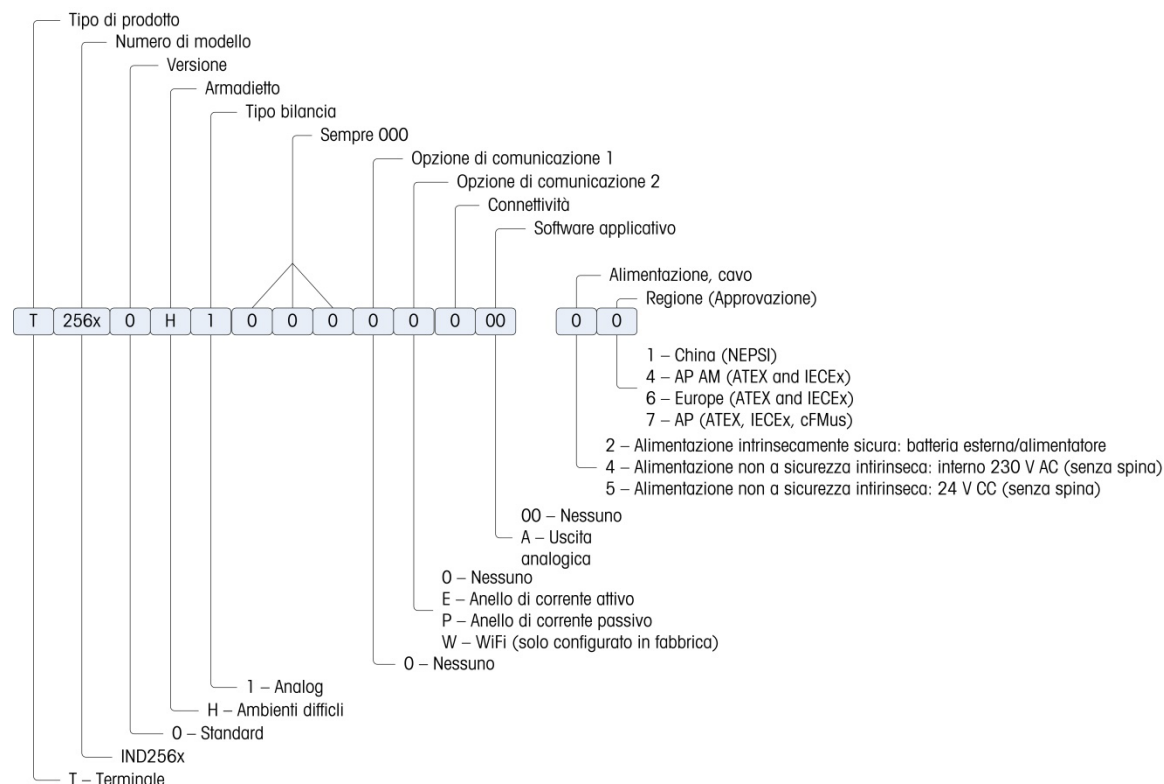 Tipo di prodotto
Numero di modello
Versione
Armadietto
Tipo bilancia
Sempre 000
Opzione di comunicazione 1
Opzione di comunicazione 2
Connettività
Software applicativo
Alimentazione, cavo
Regione (Approvazione)
T 256x 0 H 1 0 0 0 0 0 0 00 0 0
1 – China (NEPSI)
4 – AP AM (ATEX and IECEx)
6 – Europe (ATEX and IECEx)
7 – AP (ATEX, IECEx, cFMus)
2 – Alimentazione intrinsecamente sicura: batteria esterna/alimentatore
4 – Alimentazione non a sicurezza intirinseca: interno 230 V AC (senza spina)
5 – Alimentazione non a sicurezza intirinseca: 24 V CC (senza spina)
00 – Nessuno
A – Uscita
analogica
0 – Nessuno
E – Anello di corrente attivo
P – Anello di corrente passivo
W – WiFi (solo configurato in fabbrica)
0 – Nessuno
1 – Analog
H – Ambienti difficli
0 – Standard
IND256x
T – Terminale